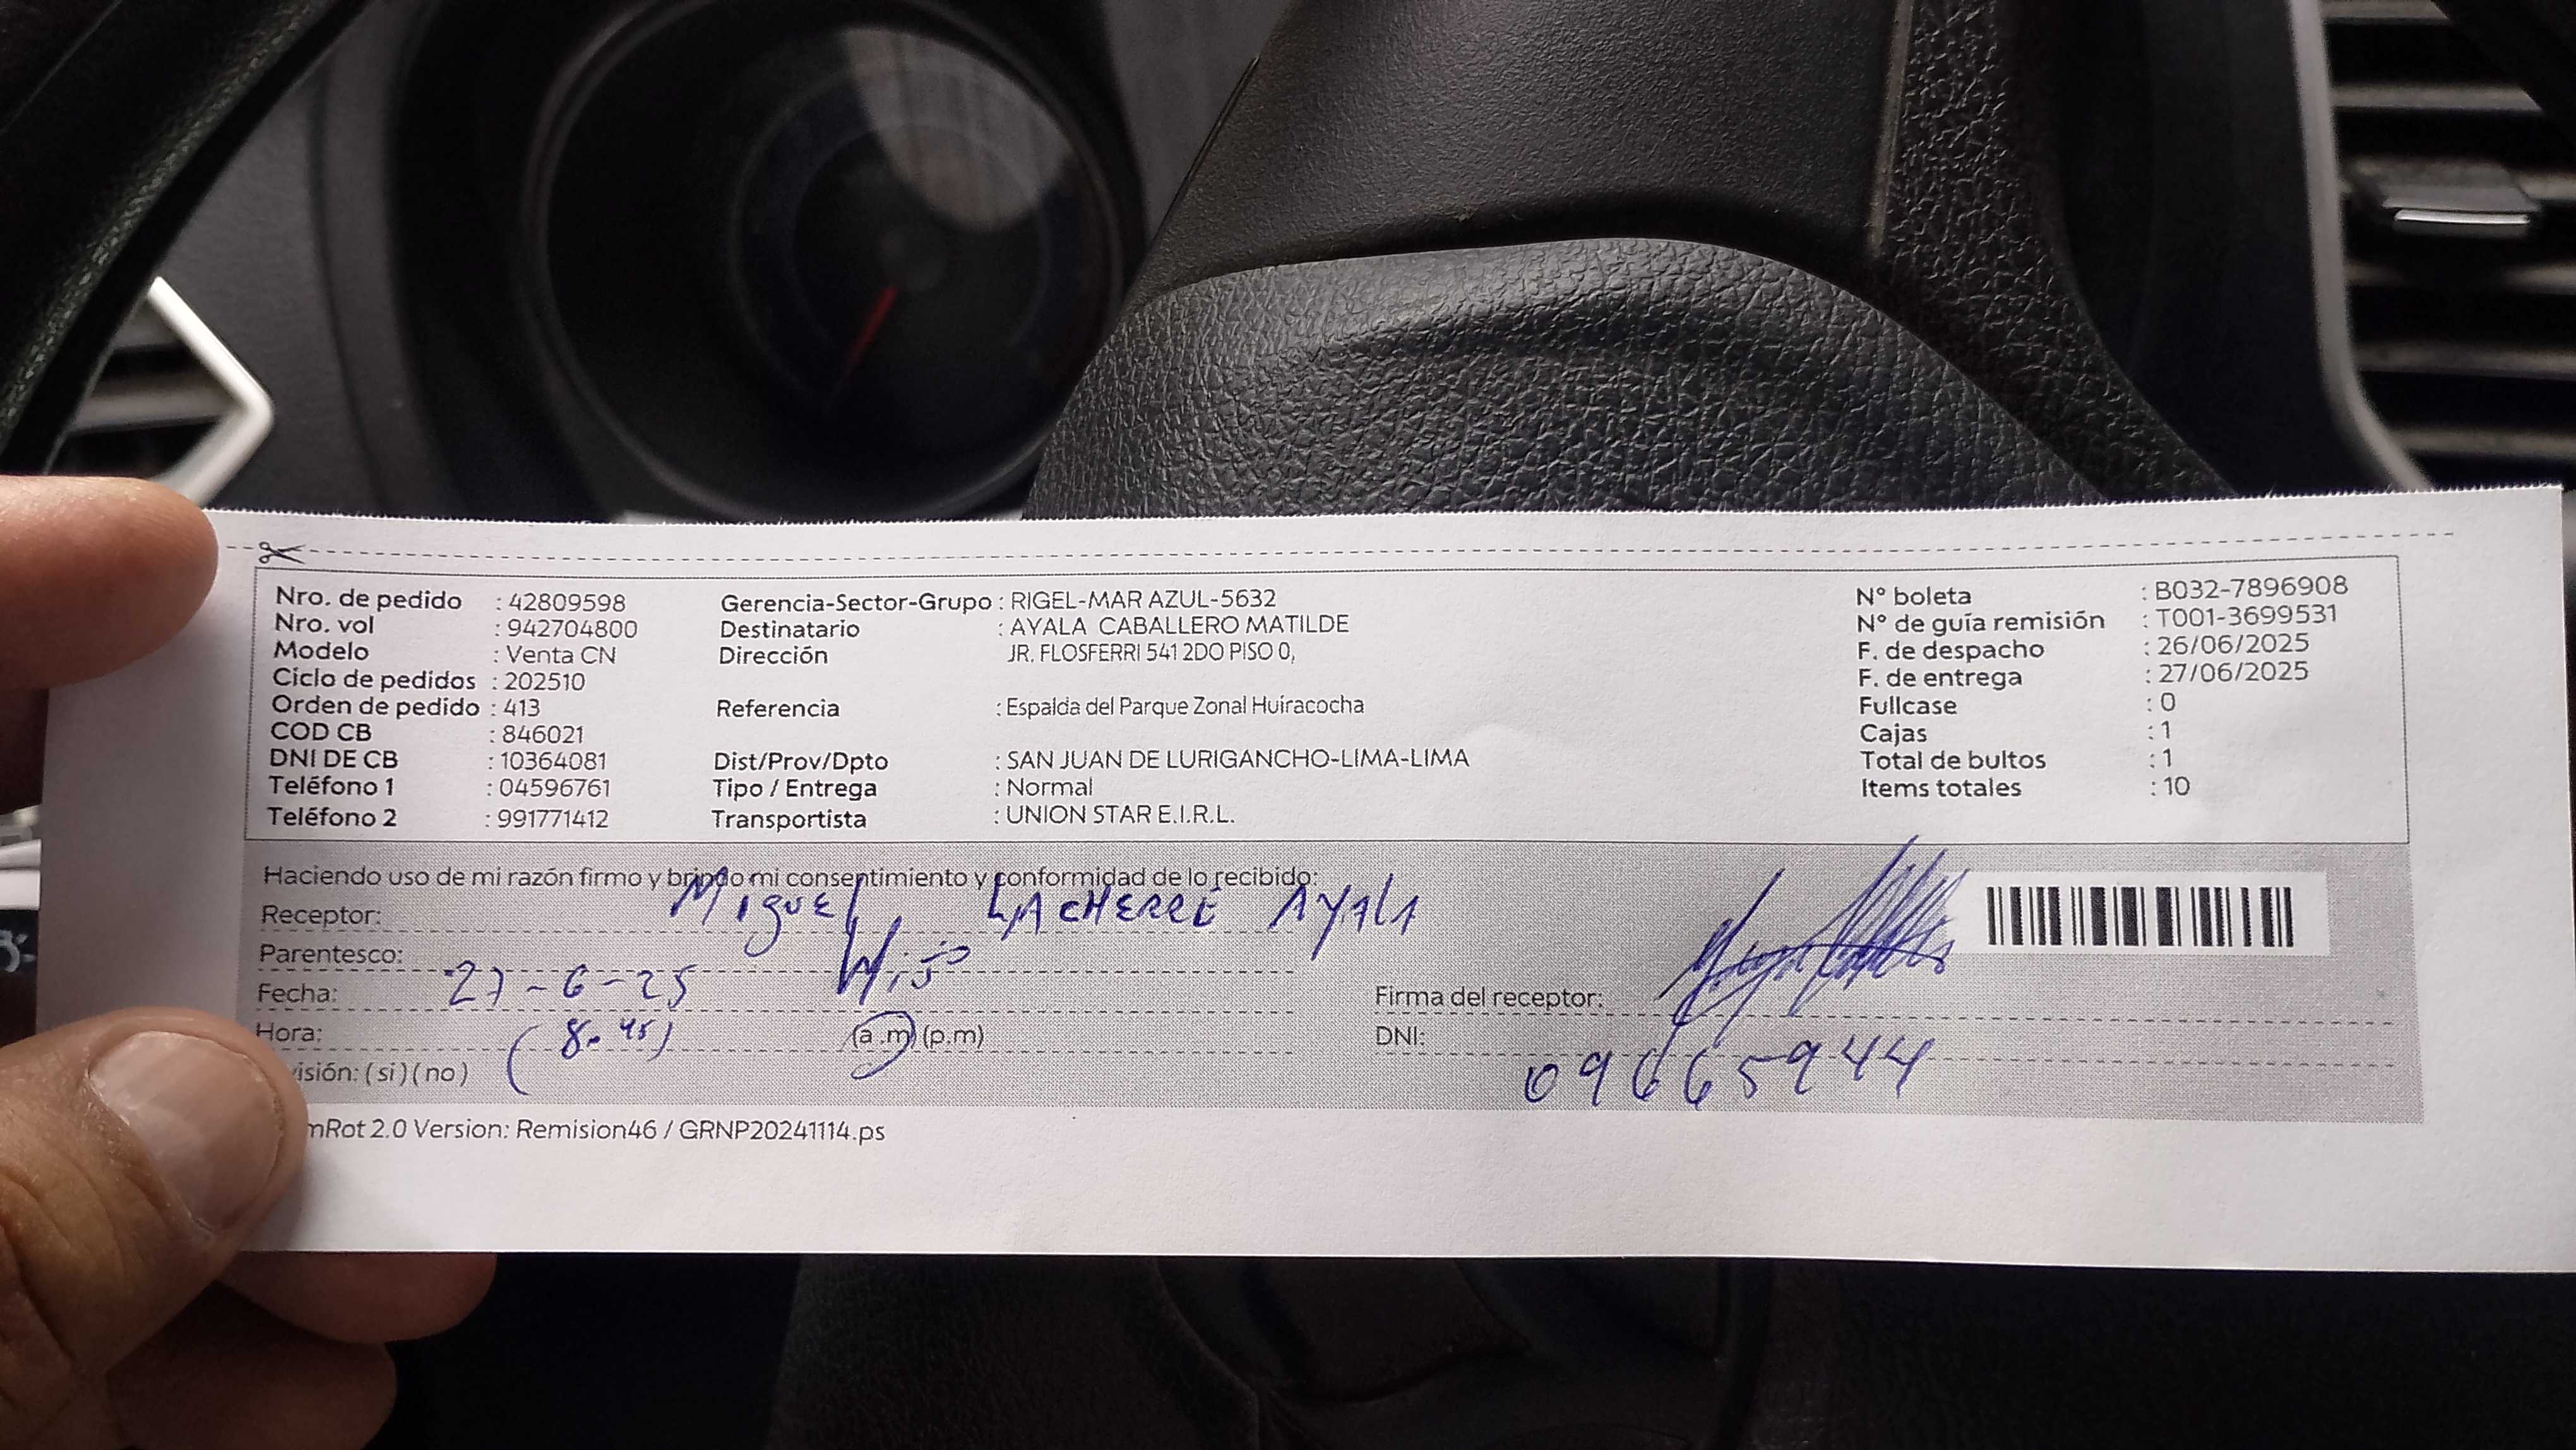 Nro. de pedido : 42809598 Gerencia-Sector-Grupo : RIGEL-MAR AZUL-5632 N° boleta : B032-7896908
Nro. vol : 942704800 Destinatario : AYALA CABALLERO MATILDE N° de guía remisión : T001-3699531
Modelo : Venta CN Dirección JR. FLOSFERRI 541 2DO PISO 0, F. de despacho : 26/06/2025
Ciclo de pedidos : 202510 F. de entrega : 27/06/2025
Orden de pedido : 413 Referencia : Espalda del Parque Zonal Huiracocha Fullcase : 0
COD CB : 846021 Cajas : 1
DNI DE CB : 10364081 Dist/Prov/Dpto : SAN JUAN DE LURIGANCHO-LIMA-LIMA Total de bultos : 1
Teléfono 1 : 04596761 Tipo / Entrega : Normal Items totales : 10
Teléfono 2 : 991771412 Transportista : UNION STAR E.I.R.L.
Haciendo uso de mi razón firmo y brindo mi consentimiento y conformidad de lo recibido:
Receptor: Miguel LACHERRE AYALA
Parentesco: Hijo
Fecha: 27-6-25 Firma del receptor:
Hora: (8.45) (a.m) (p.m) DNI: 09665944
visión: (si) (no)
mRot 2.0 Version: Remision46 / GRNP20241114.ps